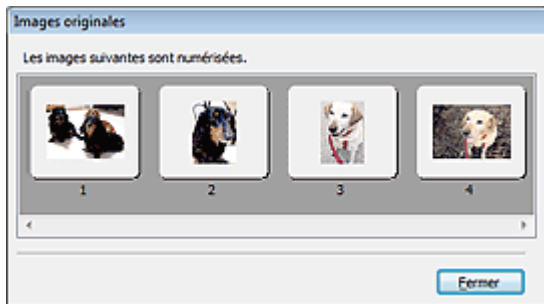 Images originales
Les images suivantes sont numérisées.
1 2 3 4
Fermer